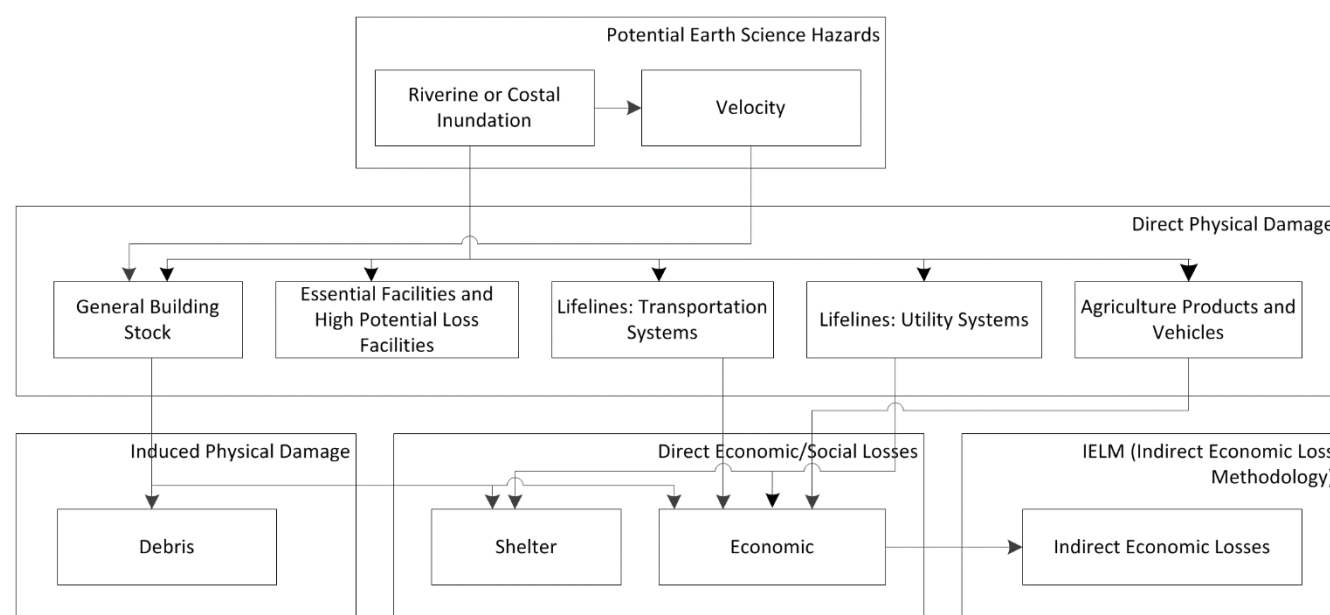 Potential Earth Science Hazards
Riverine or Costal
Inundation
Velocity
Direct Physical Damage
General Building
Stock
Essential Facilities and
High Potential Loss
Facilities
Lifelines: Transportation
Systems
Lifelines: Utility Systems
Agriculture Products and
Vehicles
Induced Physical Damage
Direct Economic/Social Losses
IELM (Indirect Economic Loss
Methodology)
Debris
Shelter
Economic
Indirect Economic Losses